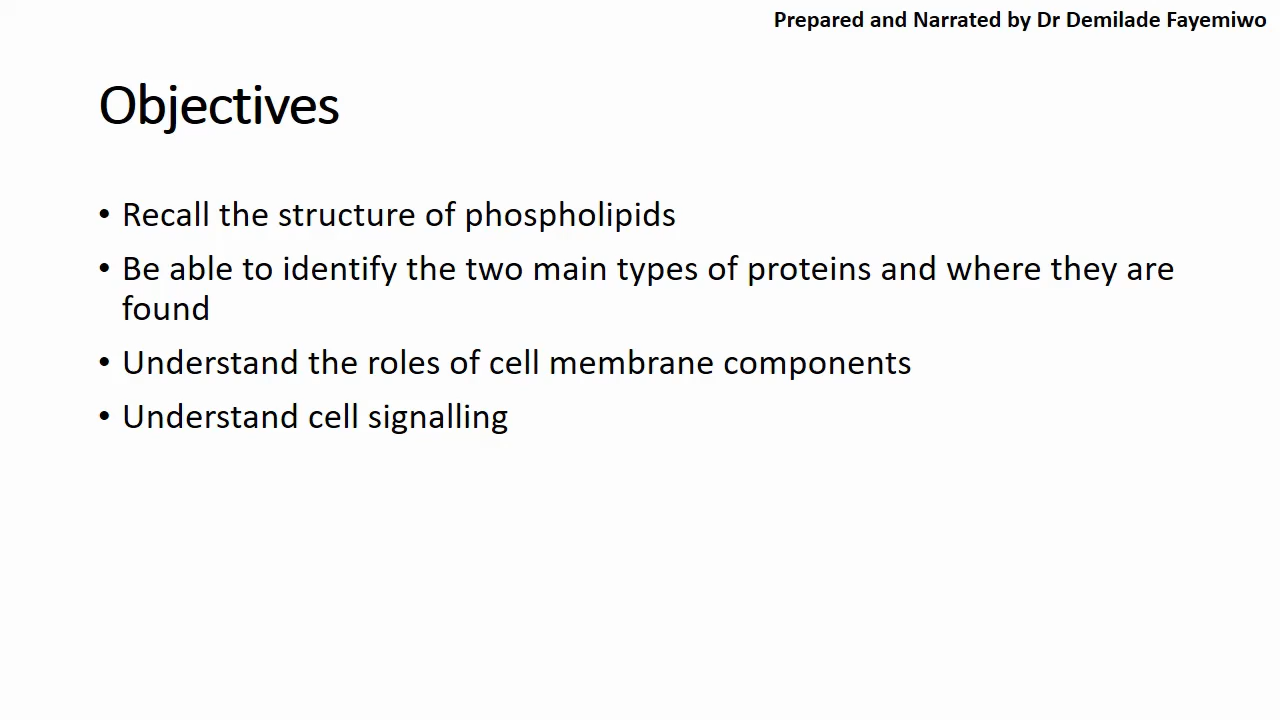 Prepared and Narrated by Dr Demilade Fayemiwo
Objectives
• Recall the structure of phospholipids
• Be able to identify the two main types of proteins and where they are
found
• Understand the roles of cell membrane components
• Understand cell signalling